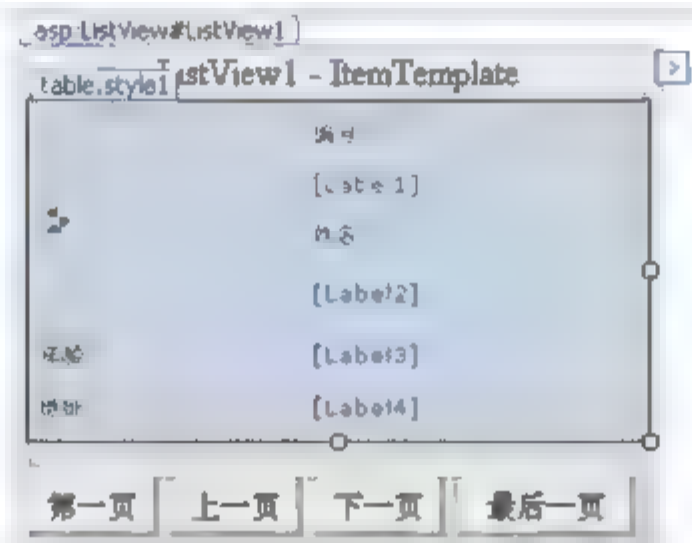 asp:ListView#ListView1
table.style1
stView1 - ItemTemplate
[Label1]
[Label2]
[Label3]
[Label4]
第一页
上一页
下一页
最后一页